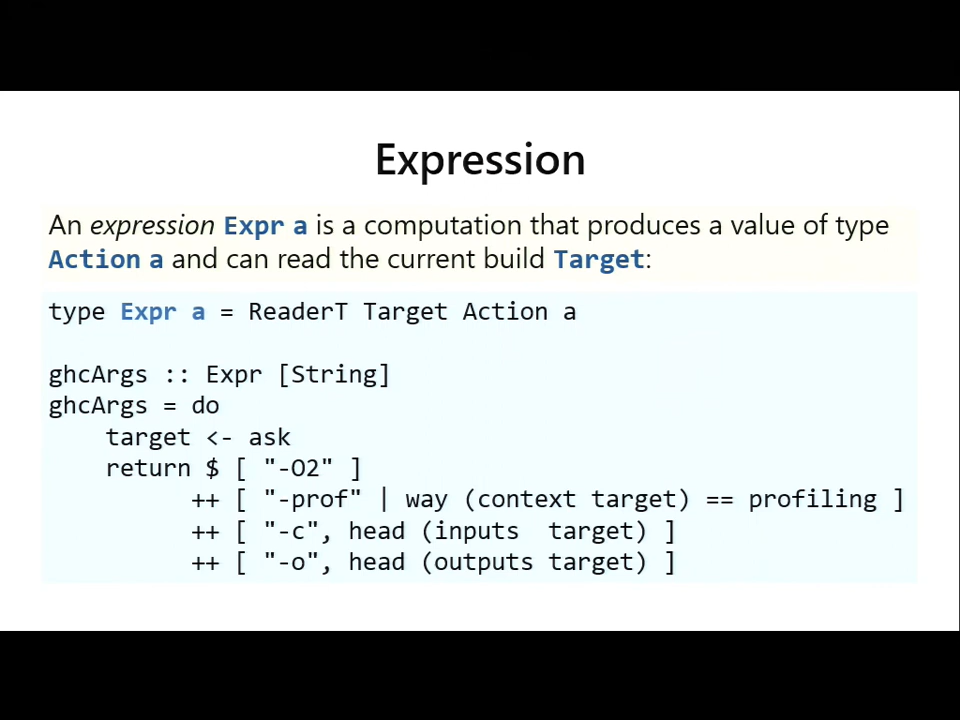 Expression
An expression Expr a is a computation that produces a value of type
Action a and can read the current build Target:
type Expr a = ReaderT Target Action a
ghcArgs :: Expr [String]
ghcArgs = do
    target <- ask
    return $ [ "-O2" ]
          ++ [ "-prof" | way (context target) == profiling ]
          ++ [ "-c", head (inputs  target) ]
          ++ [ "-o", head (outputs target) ]